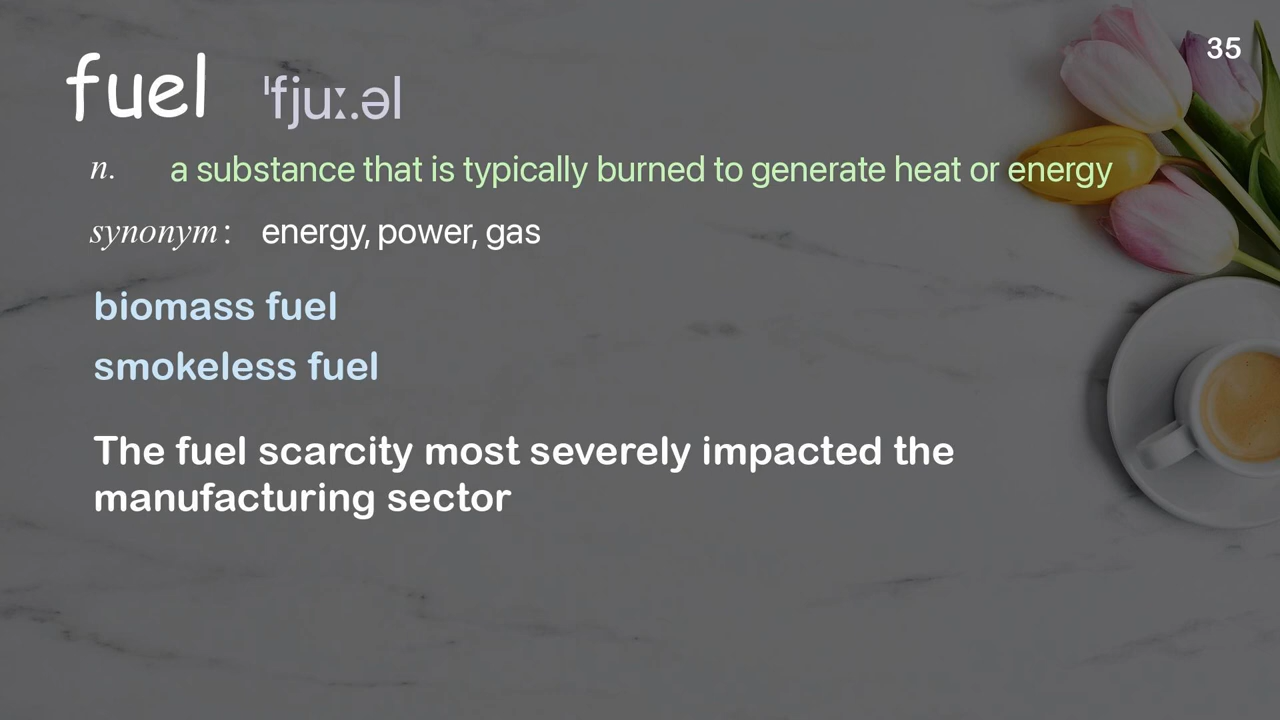 35
fuel ˈfjuː.əl
n. a substance that is typically burned to generate heat or energy
synonym: energy, power, gas
biomass fuel
smokeless fuel
The fuel scarcity most severely impacted the
manufacturing sector